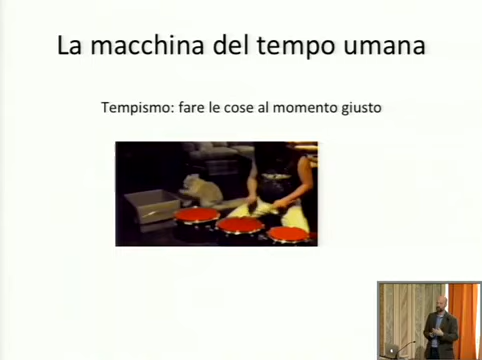 La macchina del tempo umana
Tempismo: fare le cose al momento giusto